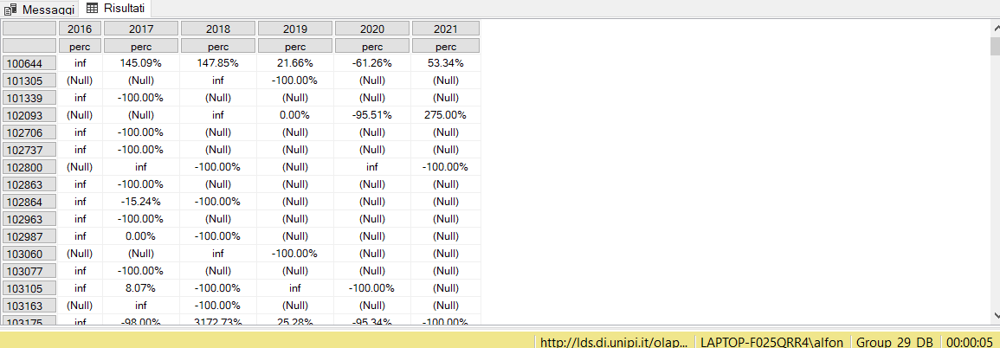 Messaggi Risultati
2016 2017 2018 2019 2020 2021
perc perc perc perc perc perc
100644 inf 145.09% 147.85% 21.66% -61.26% 53.34%
101305 (Null) (Null) inf -100.00% (Null) (Null)
101339 inf -100.00% (Null) (Null) (Null) (Null)
102093 (Null) (Null) inf 0.00% -95.51% 275.00%
102706 inf -100.00% (Null) (Null) (Null) (Null)
102737 inf -100.00% (Null) (Null) (Null) (Null)
102800 (Null) inf -100.00% (Null) inf -100.00%
102863 inf -100.00% (Null) (Null) (Null) (Null)
102864 inf -15.24% -100.00% (Null) (Null) (Null)
102963 inf -100.00% (Null) (Null) (Null) (Null)
102987 inf 0.00% -100.00% (Null) (Null) (Null)
103060 (Null) (Null) inf -100.00% (Null) (Null)
103077 inf -100.00% (Null) (Null) (Null) (Null)
103105 inf 8.07% -100.00% inf -100.00% (Null)
103163 (Null) inf -100.00% (Null) (Null) (Null)
103175 inf -98.00% 3172.73% 25.28% -95.34% -100.00%
http://lds.di.unipi.it/olap... LAPTOP-F025QRR4\alfon Group_29_DB 00:00:05